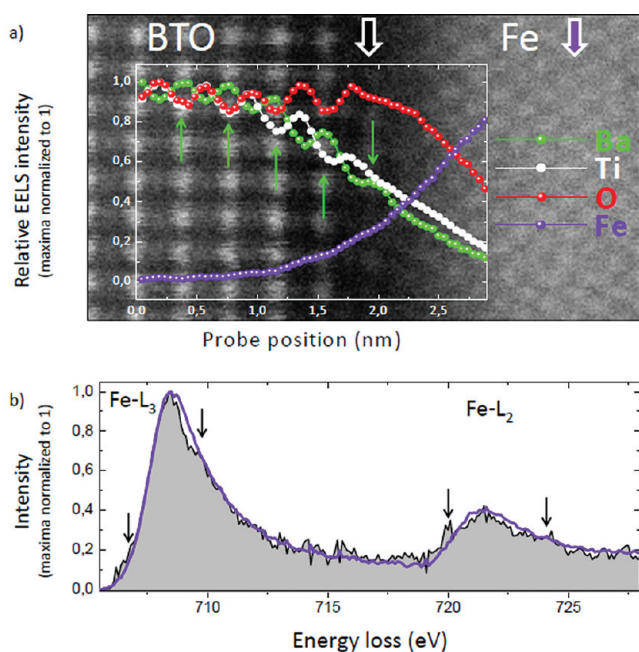 a)
BTO
Fe
Relative EELS intensity
(maxima normalized to 1)
1,0
0,8
0,6
0,4
0,2
0,0
0,0
0,5
1,0
1,5
2,0
2,5
Probe position (nm)
Ba
Ti
O
Fe
b)
Fe-L₃
Fe-L₂
Intensity
(maxima normalized to 1)
1,0
0,8
0,6
0,4
0,2
0,0
710
715
720
725
Energy loss (eV)